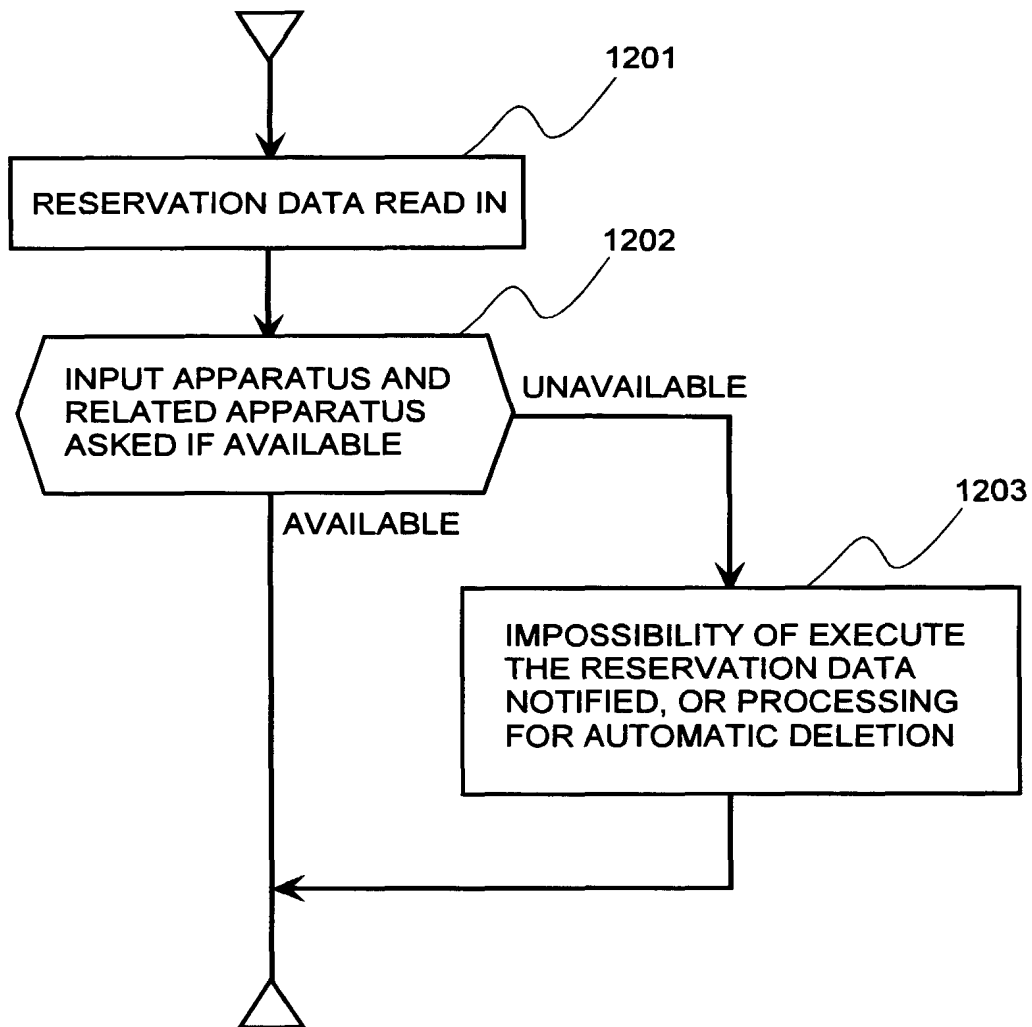 1201
RESERVATION DATA READ IN
1202
INPUT APPARATUS AND
RELATED APPARATUS
ASKED IF AVAILABLE
UNAVAILABLE
AVAILABLE
1203
IMPOSSIBILITY OF EXECUTE
THE RESERVATION DATA
NOTIFIED, OR PROCESSING
FOR AUTOMATIC DELETION